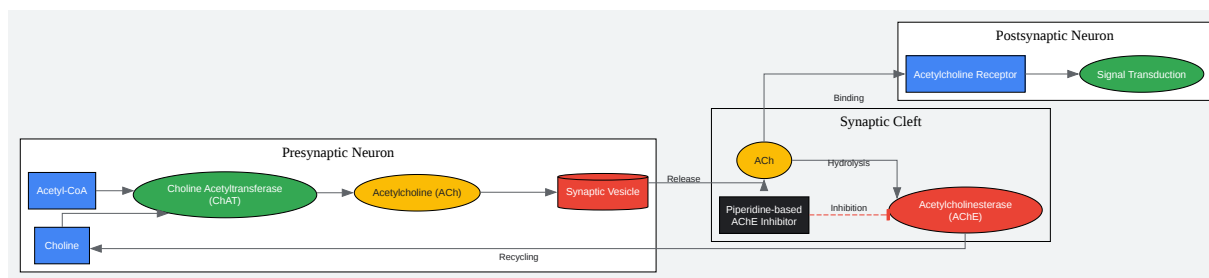 Postsynaptic Neuron
Acetylcholine Receptor
Signal Transduction
Binding
Synaptic Cleft
ACh
Hydrolysis
Piperidine-based
AChE Inhibitor
Inhibition
Acetylcholinesterase
(AChE)
Presynaptic Neuron
Acetyl-CoA
Choline Acetyltransferase
(ChAT)
Acetylcholine (ACh)
Synaptic Vesicle
Release
Choline
Recycling